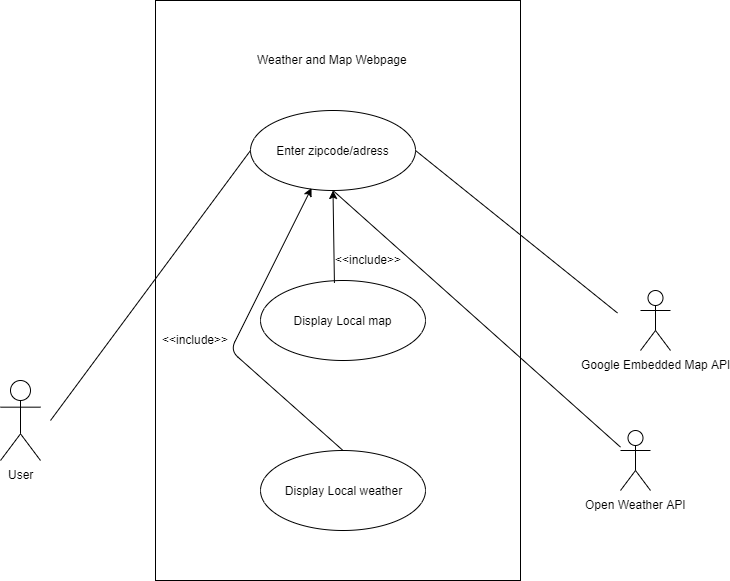 Weather and Map Webpage
Enter zipcode/adress
<<include>>
Display Local map
<<include>>
Google Embedded Map API
User
Display Local weather
Open Weather API